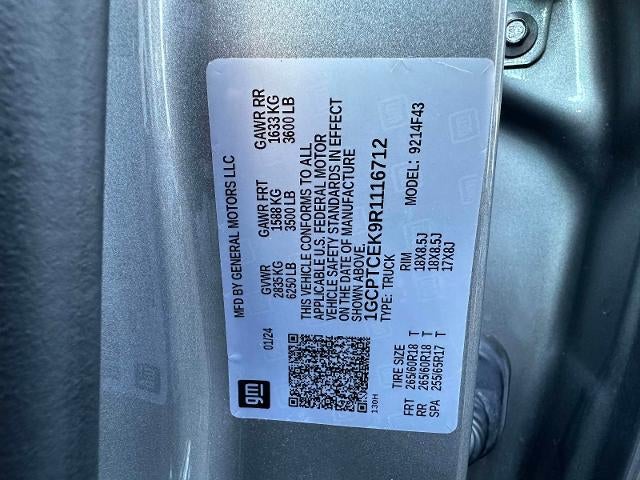 gm
MFD BY GENERAL MOTORS LLC
01/24
GVWR
2835 KG
6250 LB
GAWR FRT
1588 KG
3500 LB
GAWR RR
1633 KG
3600 LB
THIS VEHICLE CONFORMS TO ALL
APPLICABLE U.S. FEDERAL MOTOR
VEHICLE SAFETY STANDARDS IN EFFECT
ON THE DATE OF MANUFACTURE
SHOWN ABOVE.
1GCPTCEK9R1116712
TYPE: TRUCK
MODEL: 9214F43
130H
TIRE SIZE RIM
FRT 265/60R18 T 18X8.5J
RR 265/60R18 T 18X8.5J
SPA 255/65R17 T 17X8J